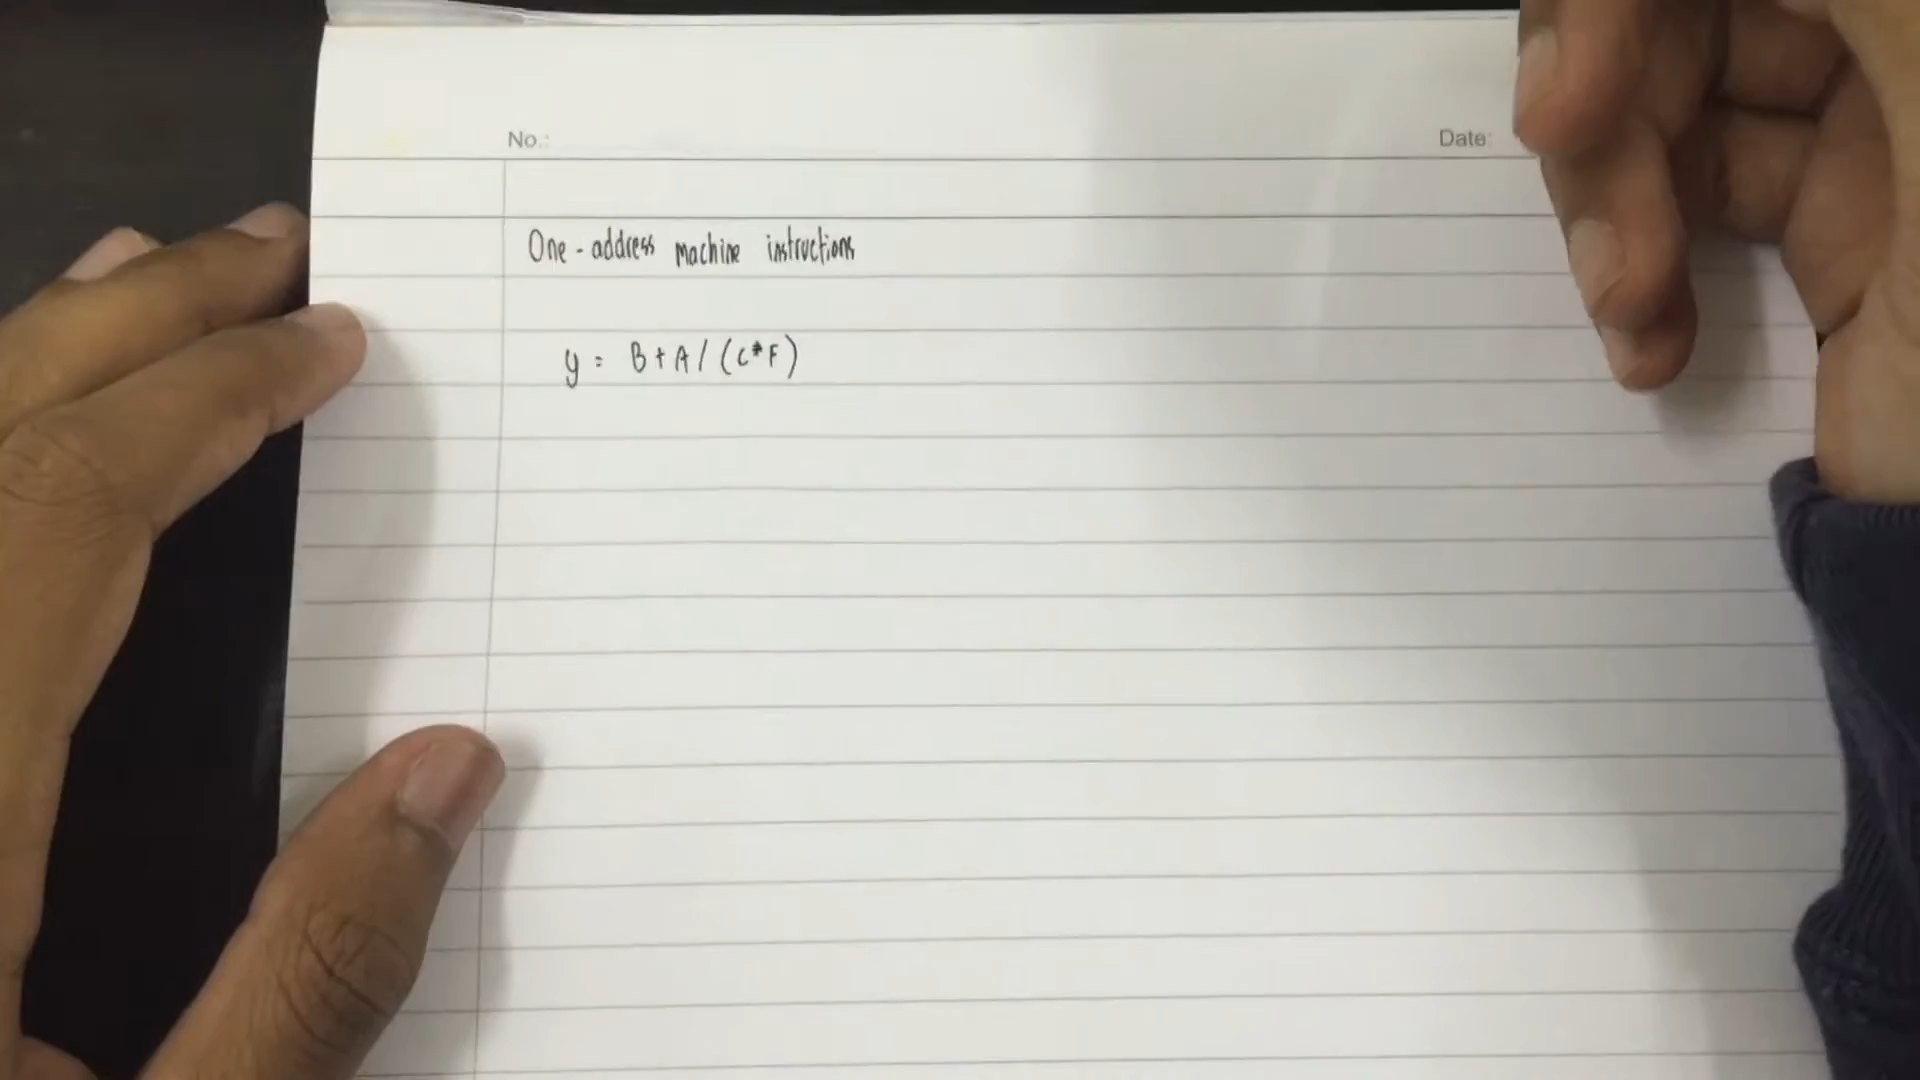 No.:
Date:
One-address machine instructions
y = B+A/(C*F)